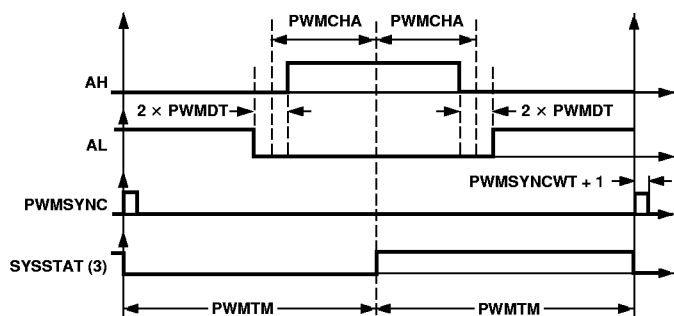 PWMCHA PWMCHA
AH
2 × PWMDT 2 × PWMDT
AL
PWMSYNCWT + 1
PWMSYNC
SYSSTAT (3)
PWMTM PWMTM